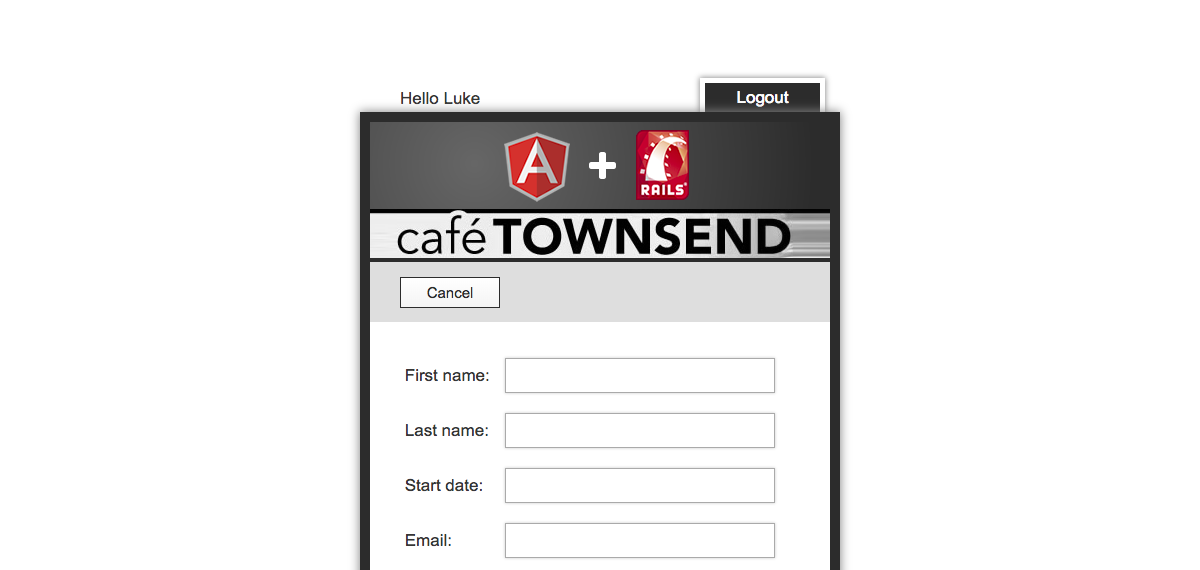 Hello Luke
Logout
A
RAILS
café TOWNSEND
Cancel
First name:
Last name:
Start date:
Email: